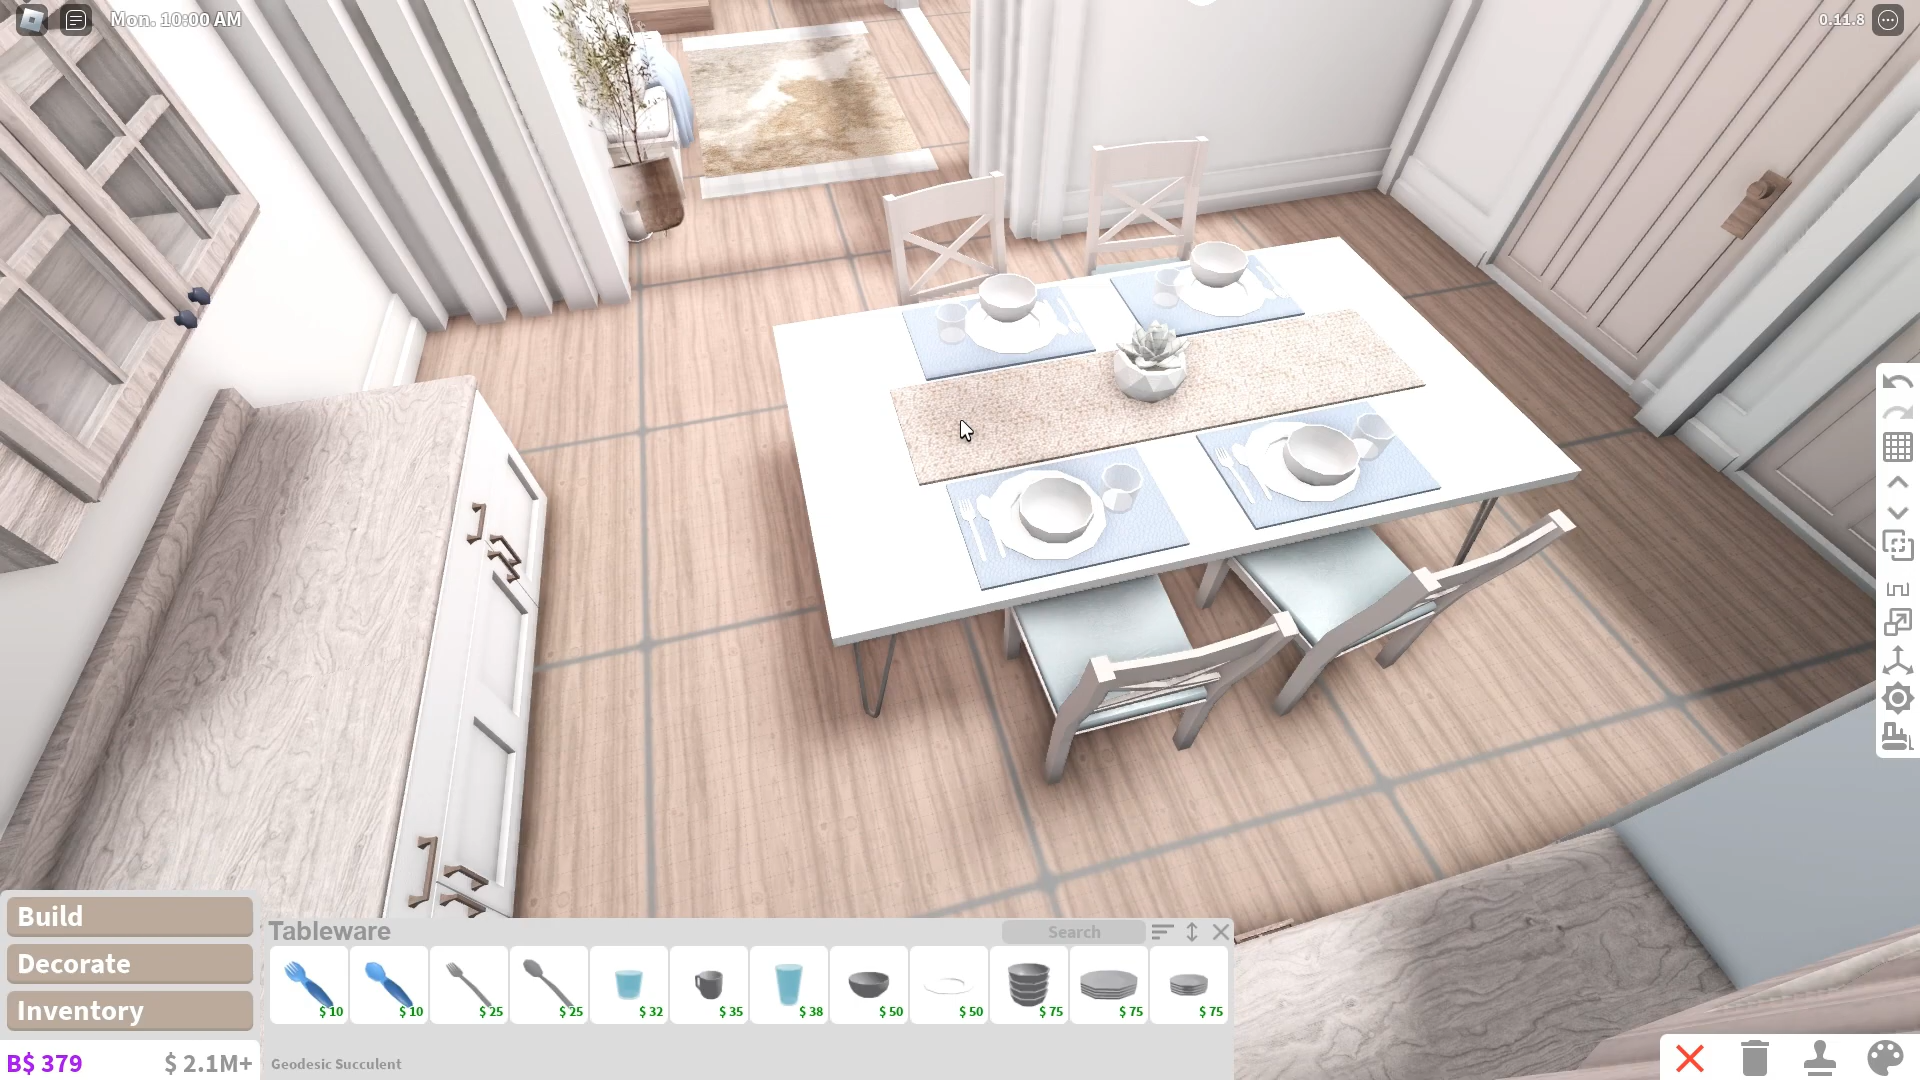 Mon. 10:00 AM
0.11.8
Build
Decorate
Inventory
B$ 379
$ 2.1M+
Tableware
Search
$ 10
$ 10
$ 25
$ 25
$ 32
$ 35
$ 38
$ 50
$ 50
$ 75
$ 75
$ 75
Geodesic Succulent